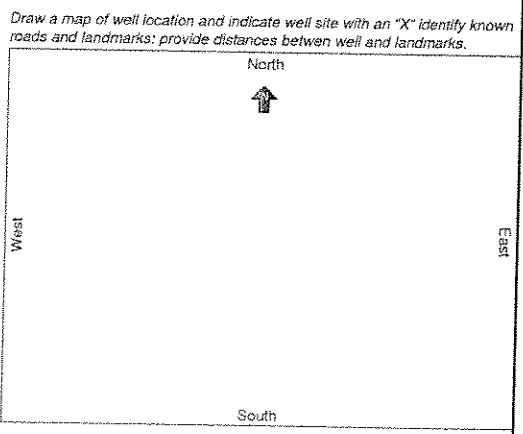 Draw a map of well location and indicate well site with an "X" identify known
roads and landmarks; provide distances betwen well and landmarks.
North
West
East
South